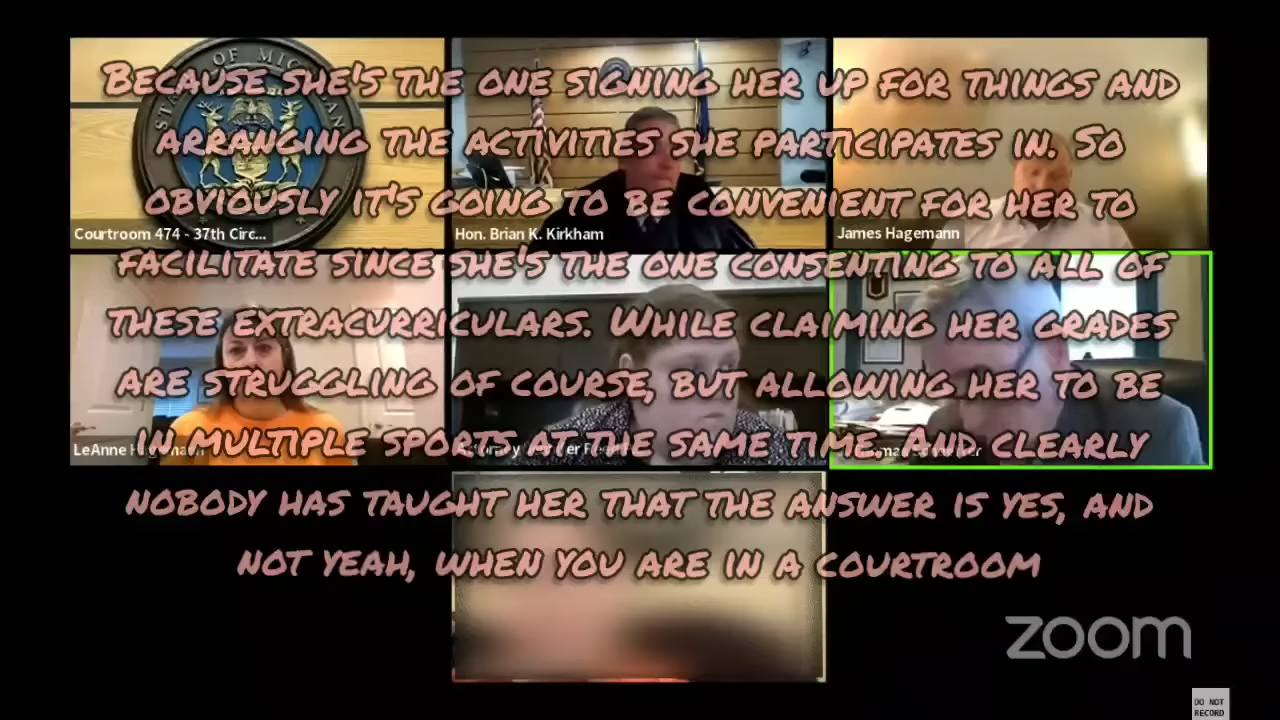 STATE OF MICHIGAN
BECAUSE SHE'S THE ONE SIGNING HER UP FOR THINGS AND
ARRANGING THE ACTIVITIES SHE PARTICIPATES IN. SO
OBVIOUSLY IT'S GOING TO BE CONVENIENT FOR HER TO
Courtroom 474 - 37th Circ...
Hon. Brian K. Kirkham
James Hagemann
FACILITATE SINCE SHE'S THE ONE CONSENTING TO ALL OF
THESE EXTRACURRICULARS. WHILE CLAIMING HER GRADES
ARE STRUGGLING OF COURSE, BUT ALLOWING HER TO BE
IN MULTIPLE SPORTS AT THE SAME TIME. AND CLEARLY
LeAnne
NOBODY HAS TAUGHT HER THAT THE ANSWER IS YES, AND
NOT YEAH, WHEN YOU ARE IN A COURTROOM
zoom
DO NOT
RECORD